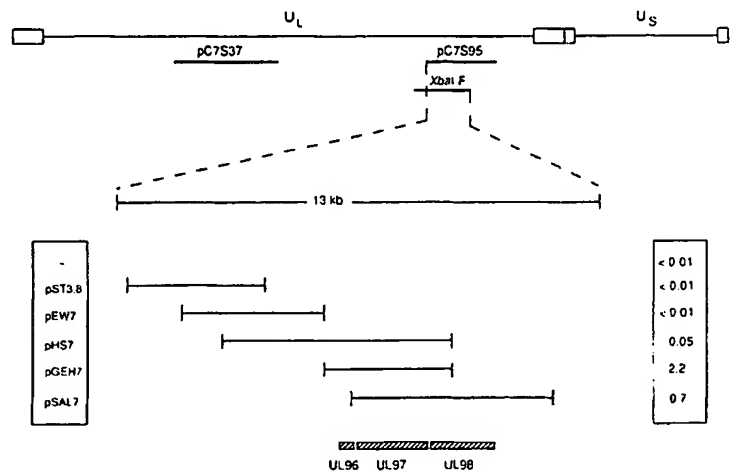 UL
US
pC7S37
pC7S95
XbaI F
13 kb
- < 0 01
pST3.8 < 0.01
pEW7 < 0.01
pHS7 0.05
pGEH7 2.2
pSAL7 0 7
UL96 UL97 UL98